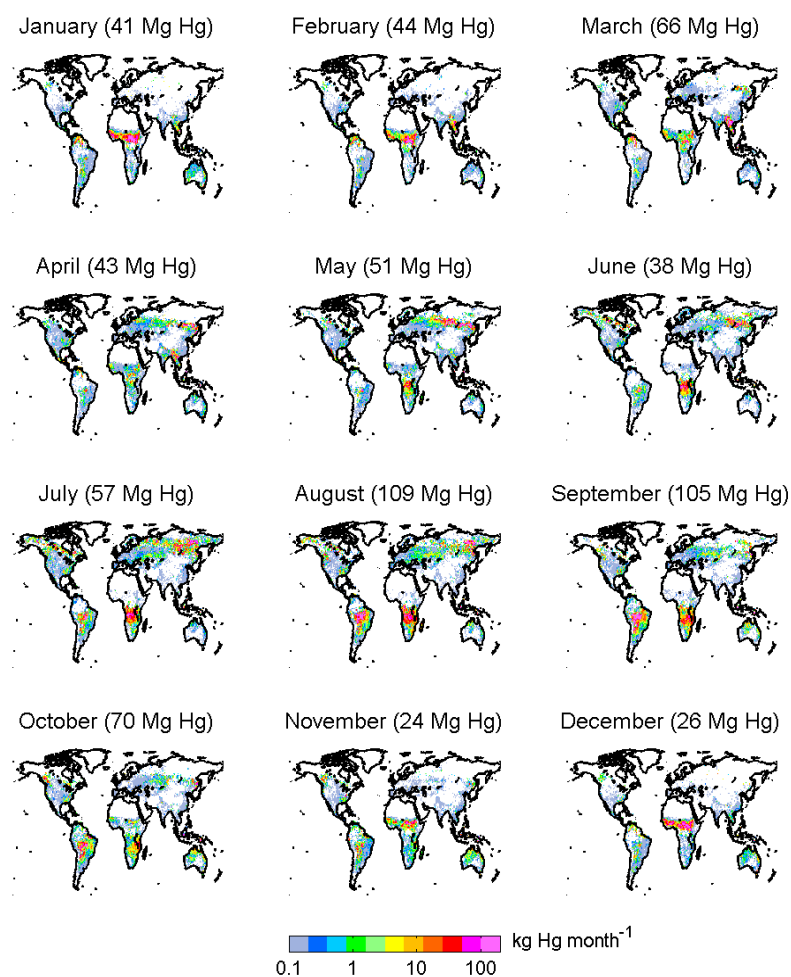 January (41 Mg Hg)
February (44 Mg Hg)
March (66 Mg Hg)
April (43 Mg Hg)
May (51 Mg Hg)
June (38 Mg Hg)
July (57 Mg Hg)
August (109 Mg Hg)
September (105 Mg Hg)
October (70 Mg Hg)
November (24 Mg Hg)
December (26 Mg Hg)
kg Hg month⁻¹
0.1 1 10 100